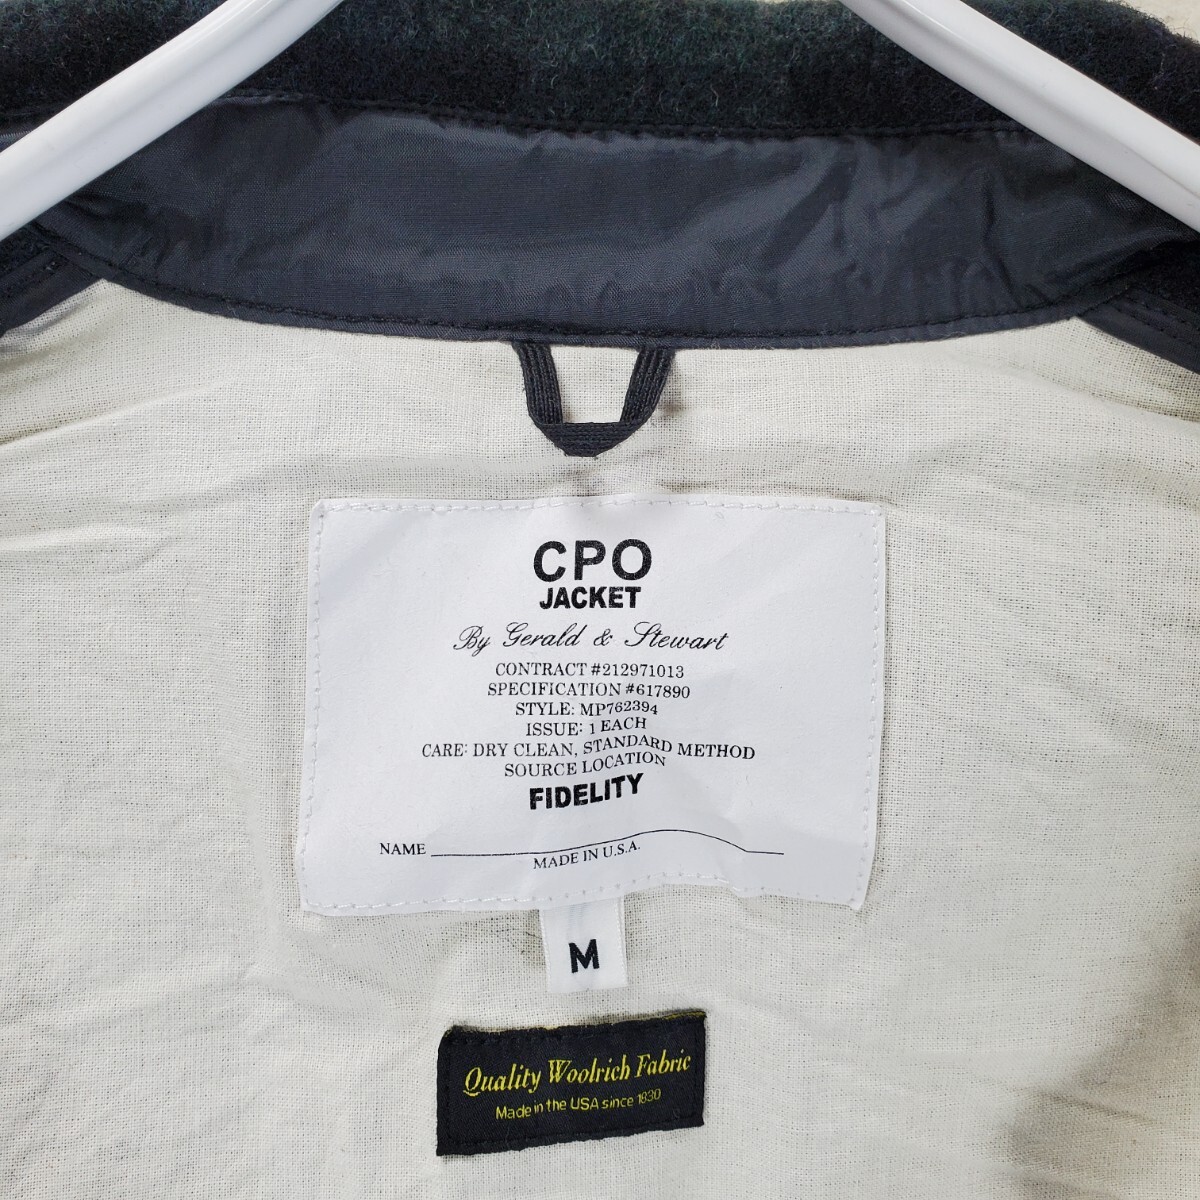 CPO
JACKET
By Gerald & Stewart
CONTRACT #212971013
SPECIFICATION #617890
STYLE: MP762394
ISSUE: 1 EACH
CARE: DRY CLEAN, STANDARD METHOD
SOURCE LOCATION
FIDELITY
NAME
MADE IN U.S.A.
M
Quality Woolrich Fabric
Made in the USA since 1830